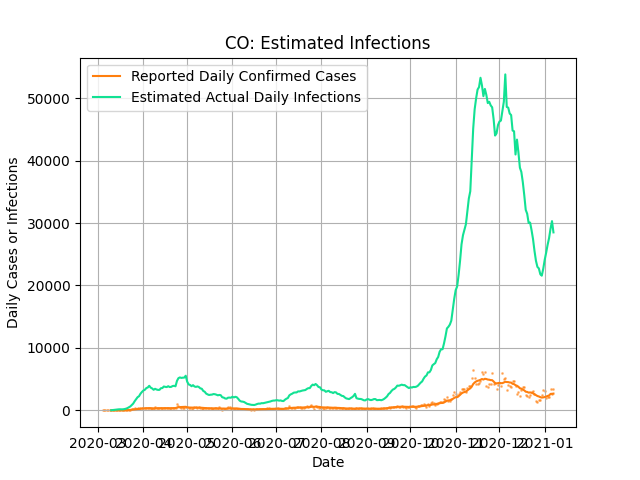 CO: Estimated Infections
Reported Daily Confirmed Cases
Estimated Actual Daily Infections
Daily Cases or Infections
50000
40000
30000
20000
10000
0
2020-03 2020-04 2020-05 2020-06 2020-07 2020-08 2020-09 2020-10 2020-11 2020-12 2021-01
Date